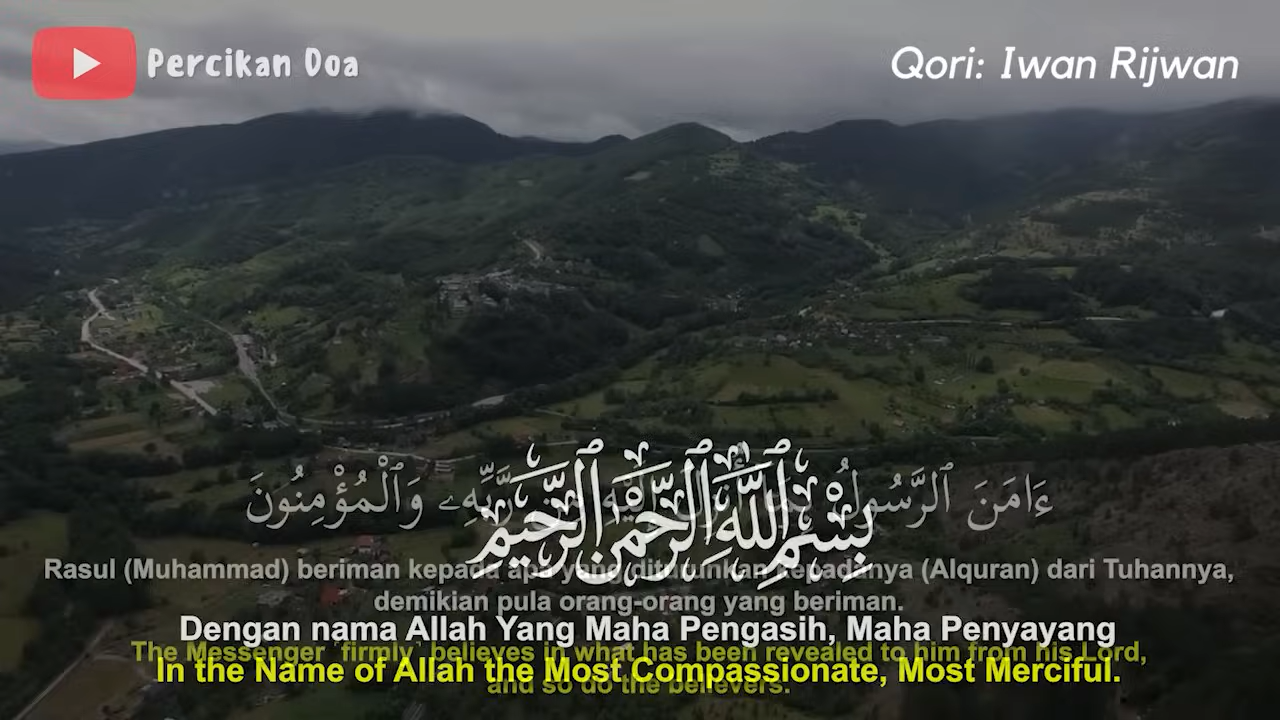 Percikan Doa
Qori: Iwan Rijwan
ءَامَنَ ٱلرَّسُولُ رَّبِّهِۦ وَٱلْمُؤْمِنُونَ
بِسْمِ ٱللَّهِ ٱلرَّحْمَٰنِ ٱلرَّحِيمِ
Rasul (Muhammad) beriman kepada apa yang diturunkan kepadanya (Alquran) dari Tuhannya,
demikian pula orang-orang yang beriman.
Dengan nama Allah Yang Maha Pengasih, Maha Penyayang
The Messenger ˹firmly˺ believes in what has been revealed to him from his Lord,
In the Name of Allah the Most Compassionate, Most Merciful.
and so do the believers.